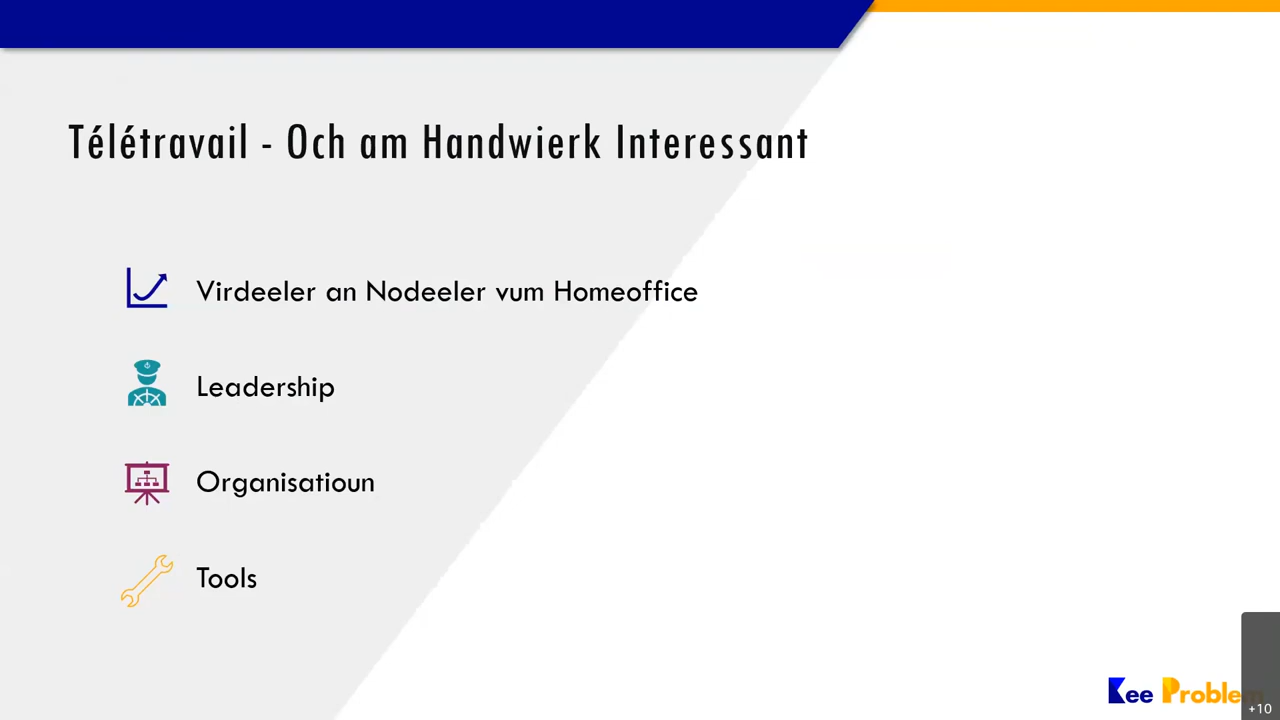 Télétravail - Och am Handwierk Interessant
Virdeeler an Nodeeler vum Homeoffice
Leadership
Organisatioun
Tools
Kee Problem
+10